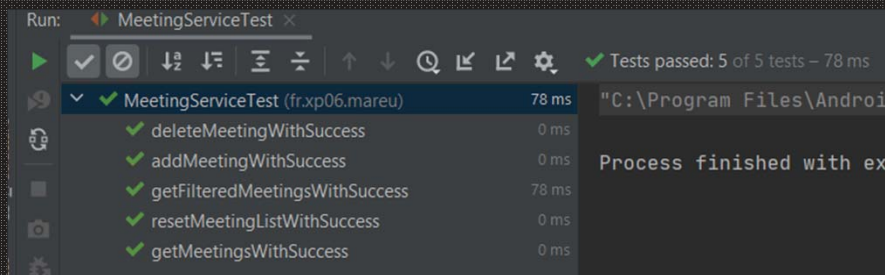 Run: MeetingServiceTest
Tests passed: 5 of 5 tests – 78 ms
MeetingServiceTest (fr.xp06.mareu) 78 ms
deleteMeetingWithSuccess 0 ms
addMeetingWithSuccess 0 ms
getFilteredMeetingsWithSuccess 78 ms
resetMeetingListWithSuccess 0 ms
getMeetingsWithSuccess 0 ms
"C:\Program Files\Androi
Process finished with ex